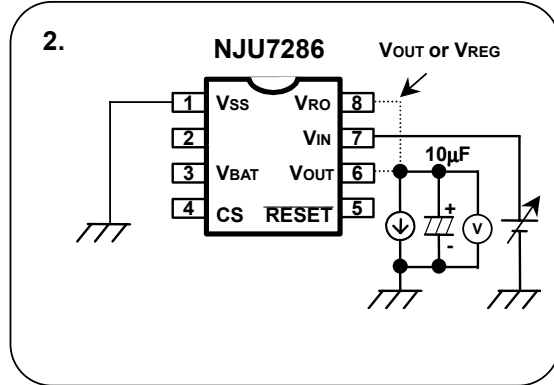 2.
NJU7286
VOUT or VREG
1 VSS VRO 8
2 VIN 7
3 VBAT VOUT 6
4 CS RESET 5
10μF
+
-
V